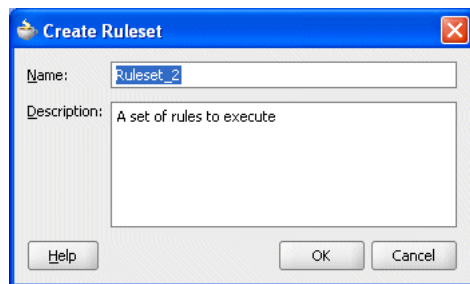 Create Ruleset
Name: Ruleset_2
Description: A set of rules to execute
Help OK Cancel